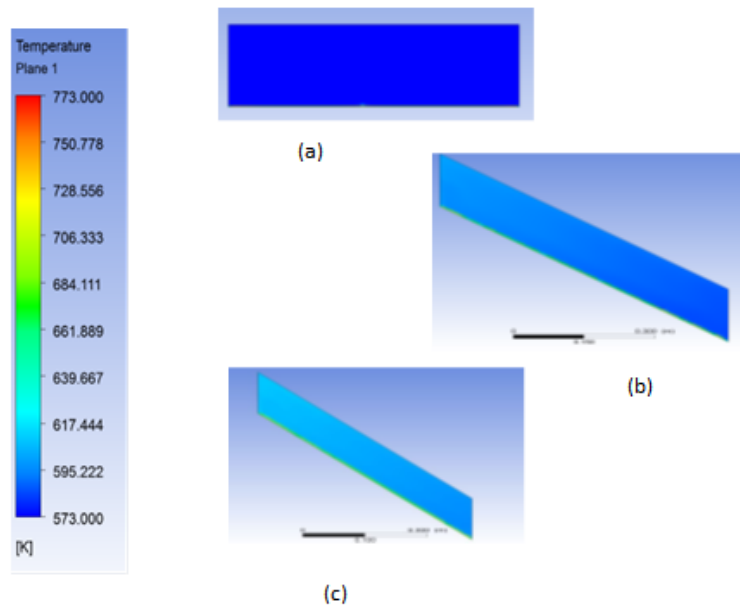 Temperature
Plane 1
773.000
750.778
728.556
706.333
684.111
661.889
639.667
617.444
595.222
573.000
[K]
(a)
(b)
(c)